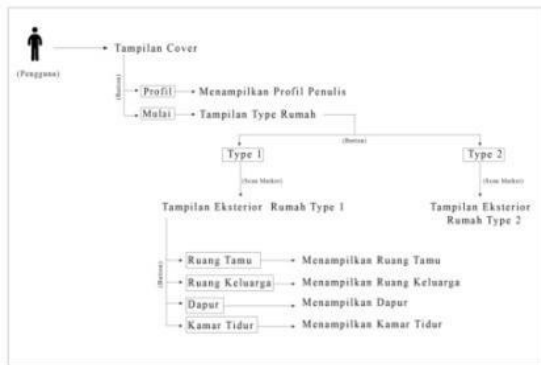 (Pengguna)
Tampilan Cover
(Button)
Profil
Menampilkan Profil Penulis
Mulai
Tampilan Type Rumah
(Button)
Type 1
Type 2
(Scan Marker)
(Scan Marker)
Tampilan Eksterior Rumah Type 1
Tampilan Eksterior
Rumah Type 2
(Button)
Ruang Tamu
Menampilkan Ruang Tamu
Ruang Keluarga
Menampilkan Ruang Keluarga
Dapur
Menampilkan Dapur
Kamar Tidur
Menampilkan Kamar Tidur